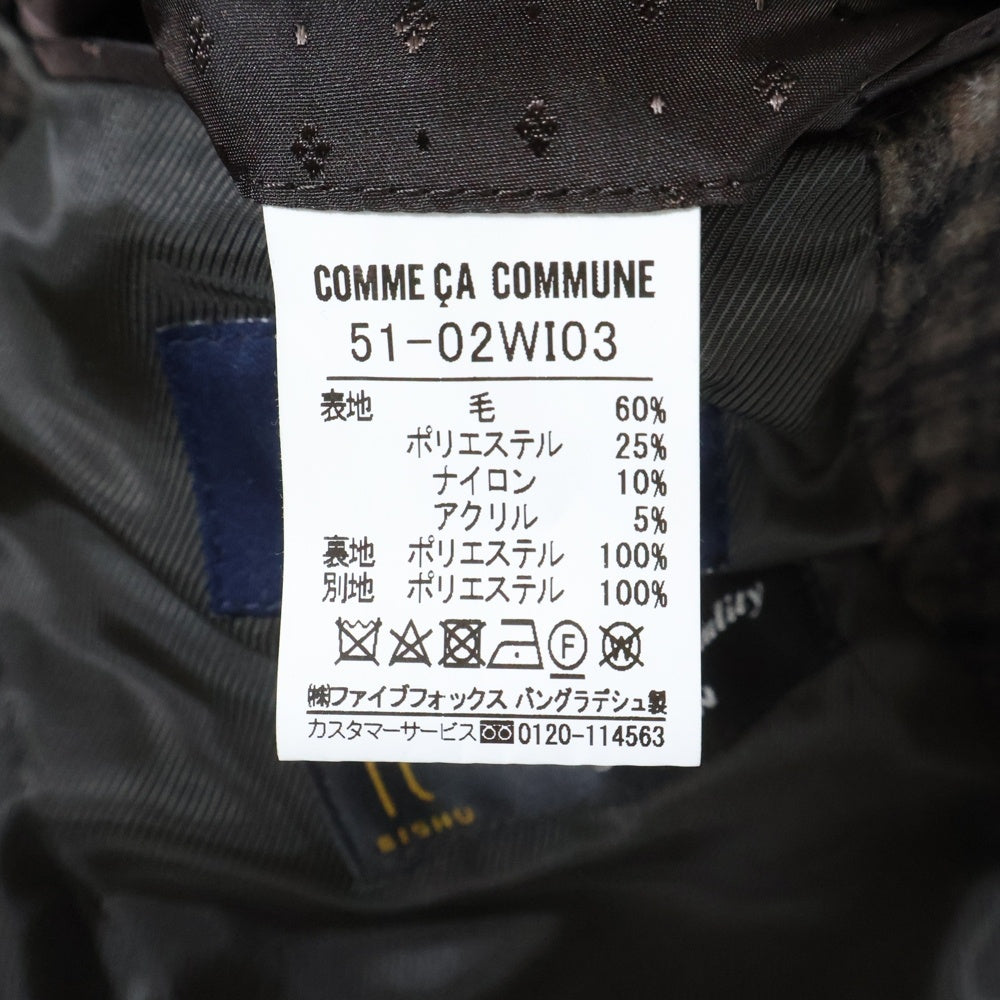 COMME ÇA COMMUNE
51-02WI03
表地 毛 60%
ポリエステル 25%
ナイロン 10%
アクリル 5%
裏地 ポリエステル 100%
別地 ポリエステル 100%
F W
㈱ファイブフォックス バングラデシュ製
カスタマーサービス 0120-114563
BISHU